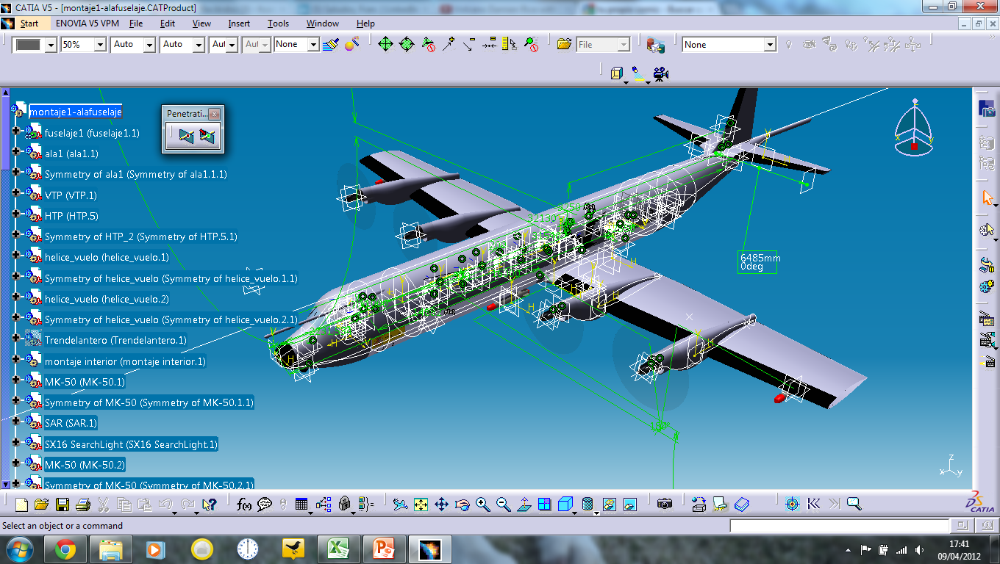 CATIA V5 - [montaje1-alafuselaje.CATProduct]
Start ENOVIA V5 VPM File Edit View Insert Tools Window Help
50% Auto Auto Aut Aut None File None
montaje1-alafuselaje
Penetrati...
fuselaje1 (fuselaje1.1)
ala1 (ala1.1)
Symmetry of ala1 (Symmetry of ala1.1.1)
VTP (VTP.1)
HTP (HTP.5)
Symmetry of HTP_2 (Symmetry of HTP.5.1)
helice_vuelo (helice_vuelo.1)
Symmetry of helice_vuelo (Symmetry of helice_vuelo.1.1)
helice_vuelo (helice_vuelo.2)
Symmetry of helice_vuelo (Symmetry of helice_vuelo.2.1)
Trendelantero (Trendelantero.1)
montaje interior (montaje interior.1)
MK-50 (MK-50.1)
Symmetry of MK-50 (Symmetry of MK-50.1.1)
SAR (SAR.1)
SX16 SearchLight (SX16 SearchLight.1)
MK-50 (MK-50.2)
Symmetry of MK-50 (Symmetry of MK-50.2.1)
6485mm
0deg
z
x y
f(x)
CATIA
Select an object or a command
17:41
09/04/2012